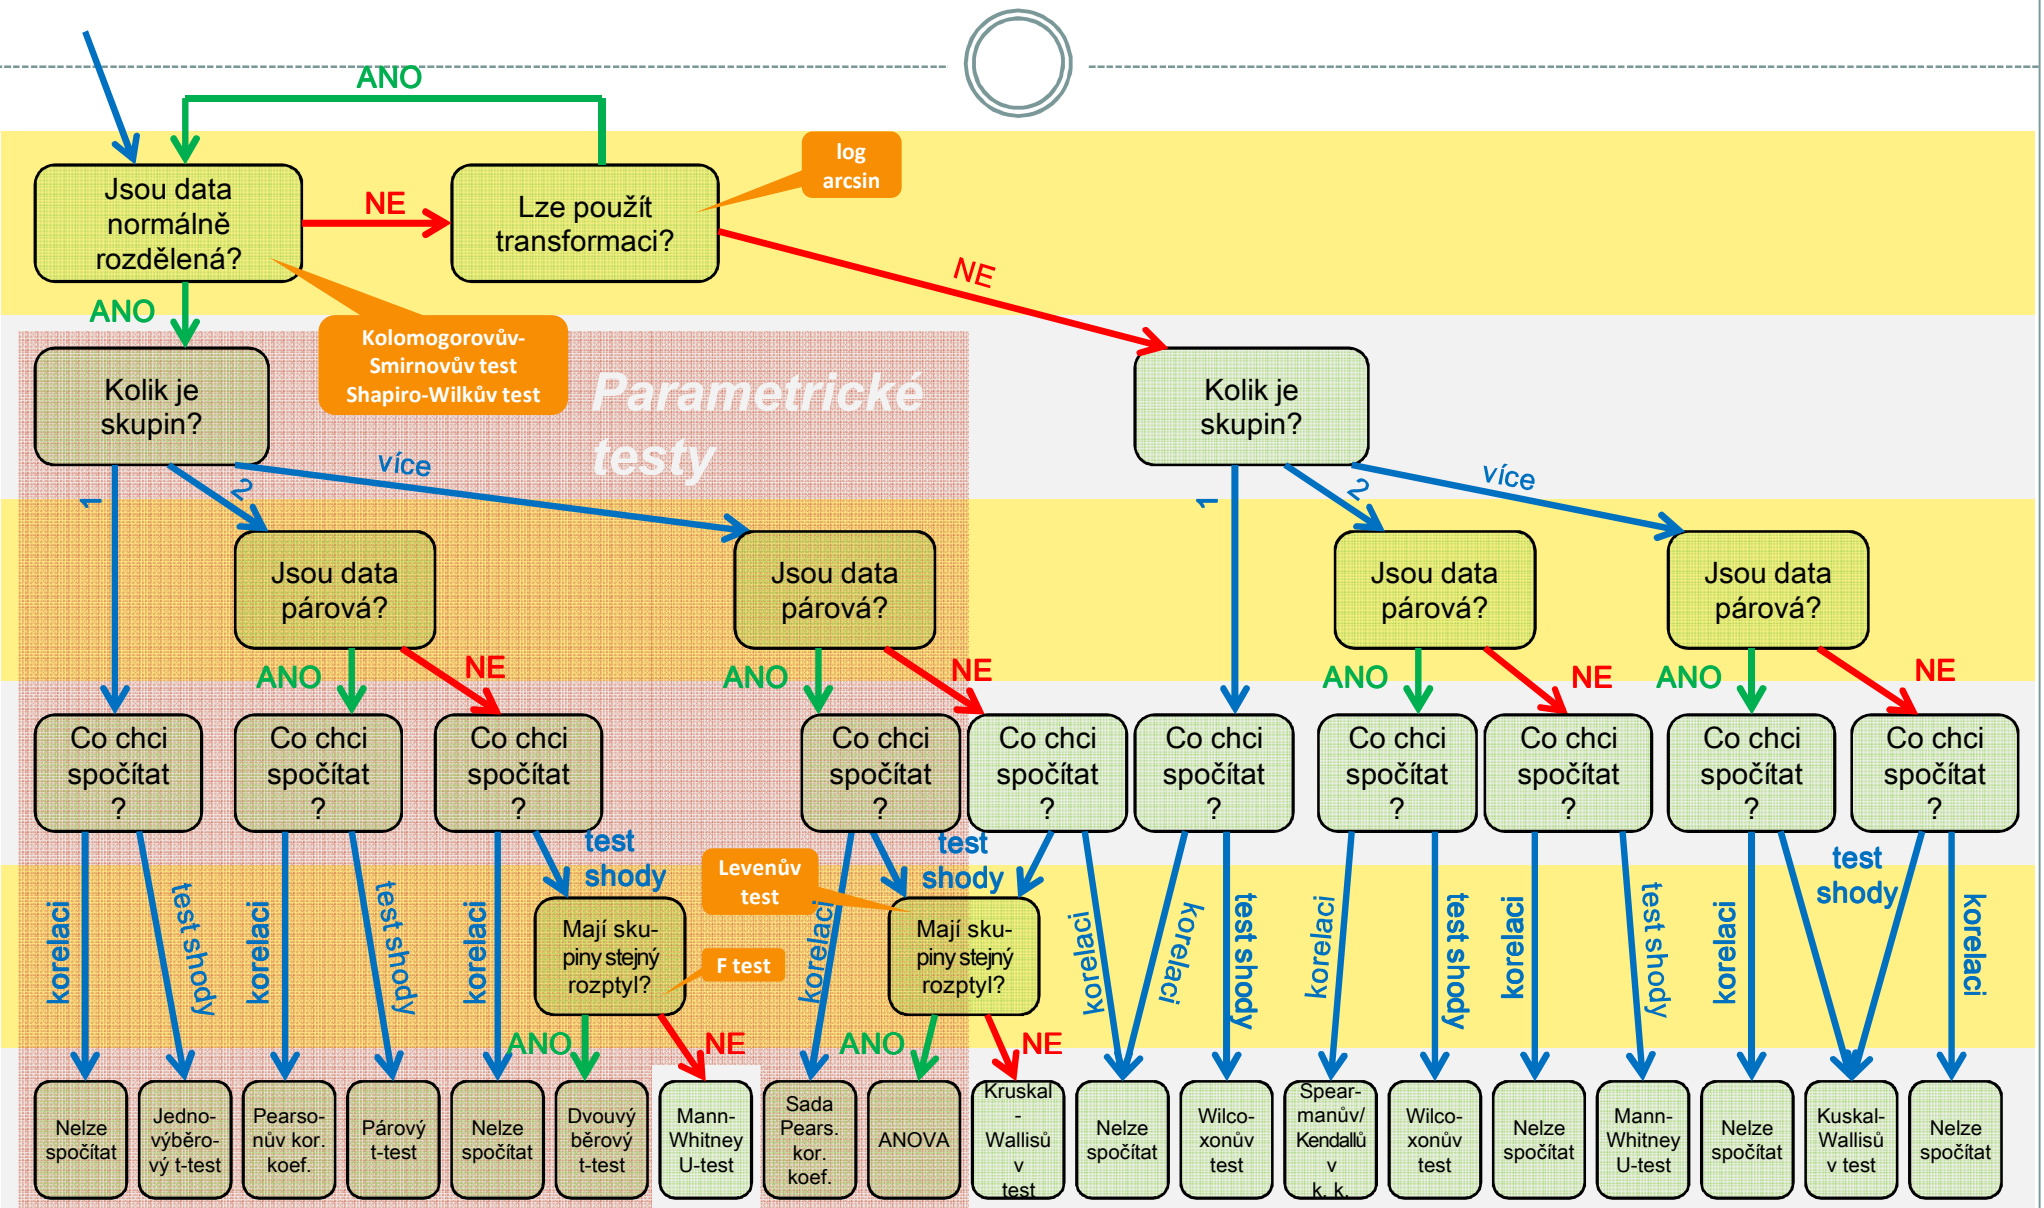 ANO
log
arcsin
Jsou data
normálně
rozdělená?
NE
Lze použít
transformaci?
NE
ANO
Kolomogorovův-
Smirnovův test
Shapiro-Wilkův test
Parametrické
testy
Kolik je
skupin?
Kolik je
skupin?
1
2
více
1
2
více
Jsou data
párová?
Jsou data
párová?
Jsou data
párová?
Jsou data
párová?
ANO
NE
ANO
NE
ANO
NE
ANO
NE
Co chci
spočítat
?
Co chci
spočítat
?
Co chci
spočítat
?
Co chci
spočítat
?
Co chci
spočítat
?
Co chci
spočítat
?
Co chci
spočítat
?
Co chci
spočítat
?
Co chci
spočítat
?
Co chci
spočítat
?
test
shody
test
shody
test
shody
Levenův
test
korelaci
test shody
korelaci
test shody
korelaci
Mají sku-
piny stejný
rozptyl?
F test
korelaci
Mají sku-
piny stejný
rozptyl?
korelaci
korelaci
test shody
korelaci
test shody
korelaci
test shody
korelaci
korelaci
ANO
NE
ANO
NE
Nelze
spočítat
Jedno-
výběro-
vý t-test
Pearso-
nův kor.
koef.
Párový
t-test
Nelze
spočítat
Dvouvý
běrový
t-test
Mann-
Whitney
U-test
Sada
Pears.
kor.
koef.
ANOVA
Kruskal
-
Wallisů
v
test
Nelze
spočítat
Wilco-
xonův
test
Spear-
manův/
Kendallů
v
k. k.
Wilco-
xonův
test
Nelze
spočítat
Mann-
Whitney
U-test
Nelze
spočítat
Kuskal-
Wallisů
v test
Nelze
spočítat